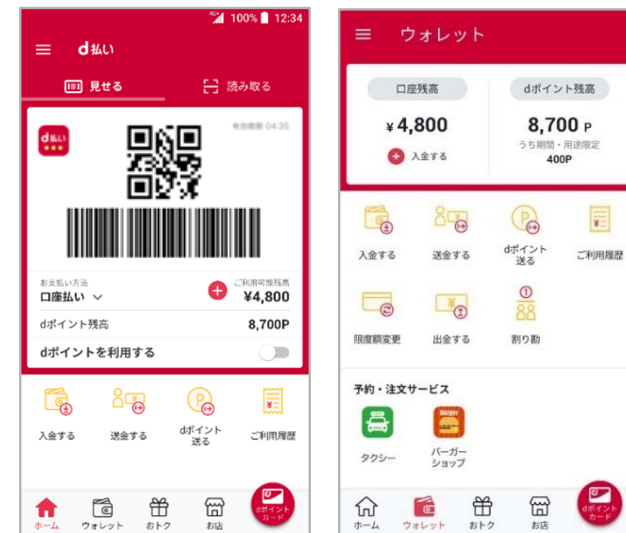 4G+ 100% 12:34
d払い
見せる
読み取る
d払い
有効期限 04:35
お支払い方法
口座払い
ご利用可能残高
¥4,800
dポイント残高
8,700P
dポイントを利用する
入金する
送金する
dポイント
送る
ご利用履歴
ホーム
ウォレット
おトク
お店
dポイント
カード
ウォレット
口座残高
dポイント残高
¥4,800
8,700 P
入金する
うち期間・用途限定
400P
入金する
送金する
dポイント
送る
ご利用履歴
限度額変更
出金する
割り勘
予約・注文サービス
タクシー
Burger
バーガー
ショップ
ホーム
ウォレット
おトク
お店
dポイント
カード